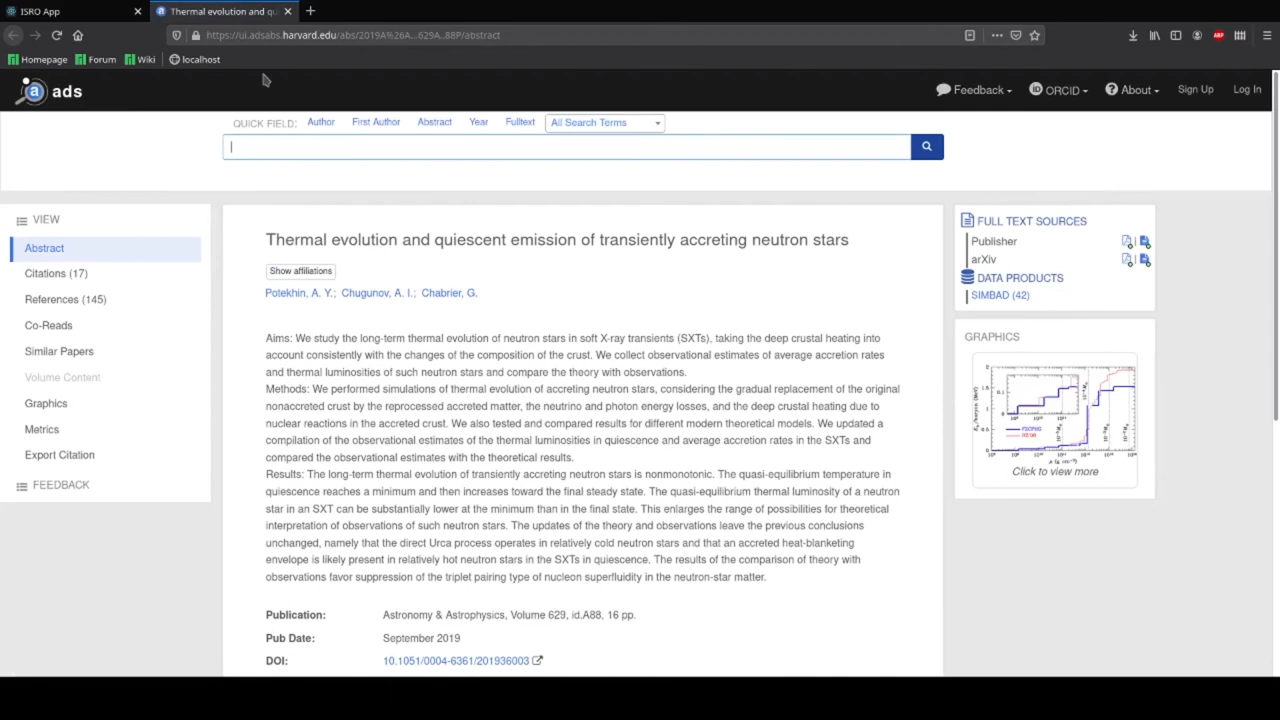 ISRO App
Thermal evolution and qu
https://ui.adsabs.harvard.edu/abs/2019A%26A...629A..88P/abstract
ABP
Homepage Forum Wiki localhost
a ads
Feedback ORCID About Sign Up Log In
QUICK FIELD: Author First Author Abstract Year Fulltext All Search Terms
VIEW
Abstract
Citations (17)
References (145)
Co-Reads
Similar Papers
Volume Content
Graphics
Metrics
Export Citation
FEEDBACK
Thermal evolution and quiescent emission of transiently accreting neutron stars
Show affiliations
Potekhin, A. Y.; Chugunov, A. I.; Chabrier, G.
Aims: We study the long-term thermal evolution of neutron stars in soft X-ray transients (SXTs), taking the deep crustal heating into
account consistently with the changes of the composition of the crust. We collect observational estimates of average accretion rates
and thermal luminosities of such neutron stars and compare the theory with observations.
Methods: We performed simulations of thermal evolution of accreting neutron stars, considering the gradual replacement of the original
nonaccreted crust by the reprocessed accreted matter, the neutrino and photon energy losses, and the deep crustal heating due to
nuclear reactions in the accreted crust. We also tested and compared results for different modern theoretical models. We updated a
compilation of the observational estimates of the thermal luminosities in quiescence and average accretion rates in the SXTs and
compared the observational estimates with the theoretical results.
Results: The long-term thermal evolution of transiently accreting neutron stars is nonmonotonic. The quasi-equilibrium temperature in
quiescence reaches a minimum and then increases toward the final steady state. The quasi-equilibrium thermal luminosity of a neutron
star in an SXT can be substantially lower at the minimum than in the final state. This enlarges the range of possibilities for theoretical
interpretation of observations of such neutron stars. The updates of the theory and observations leave the previous conclusions
unchanged, namely that the direct Urca process operates in relatively cold neutron stars and that an accreted heat-blanketing
envelope is likely present in relatively hot neutron stars in the SXTs in quiescence. The results of the comparison of theory with
observations favor suppression of the triplet pairing type of nucleon superfluidity in the neutron-star matter.
Publication: Astronomy & Astrophysics, Volume 629, id.A88, 16 pp.
Pub Date: September 2019
DOI: 10.1051/0004-6361/201936003
FULL TEXT SOURCES
Publisher
arXiv
DATA PRODUCTS
SIMBAD (42)
GRAPHICS
Click to view more